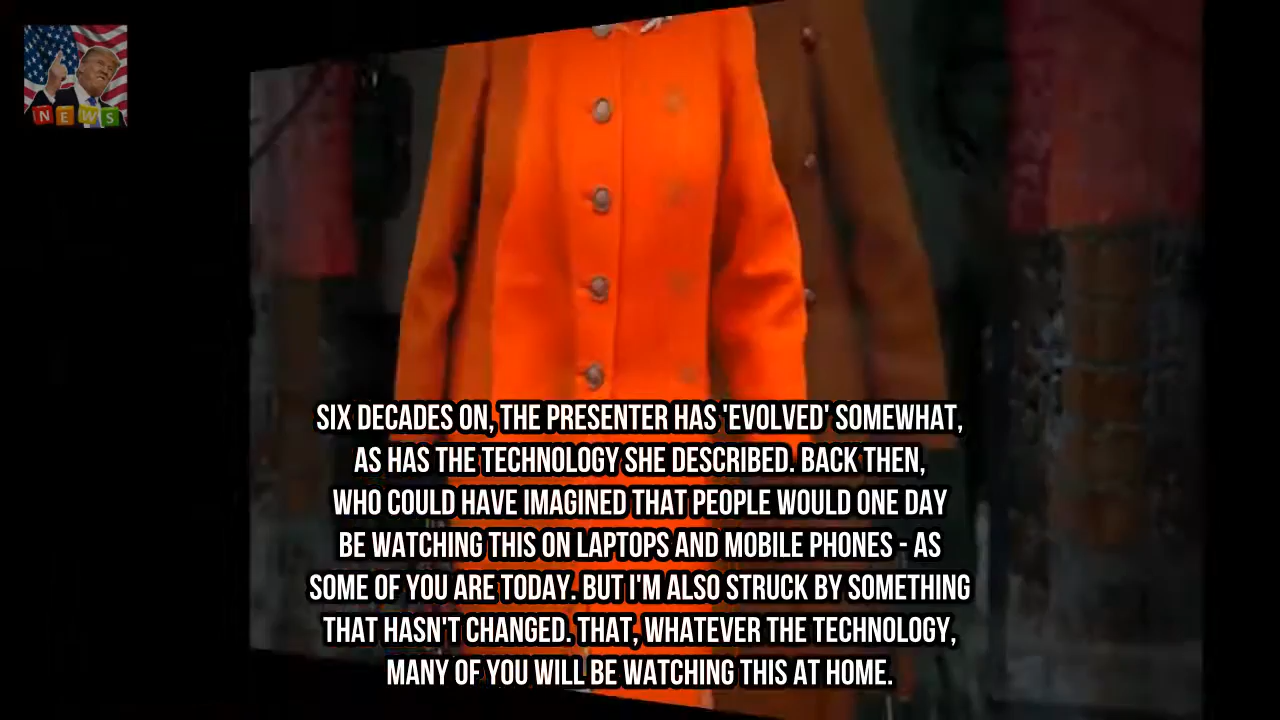 NEWS
SIX DECADES ON, THE PRESENTER HAS 'EVOLVED' SOMEWHAT,
AS HAS THE TECHNOLOGY SHE DESCRIBED. BACK THEN,
WHO COULD HAVE IMAGINED THAT PEOPLE WOULD ONE DAY
BE WATCHING THIS ON LAPTOPS AND MOBILE PHONES - AS
SOME OF YOU ARE TODAY. BUT I'M ALSO STRUCK BY SOMETHING
THAT HASN'T CHANGED. THAT, WHATEVER THE TECHNOLOGY,
MANY OF YOU WILL BE WATCHING THIS AT HOME.